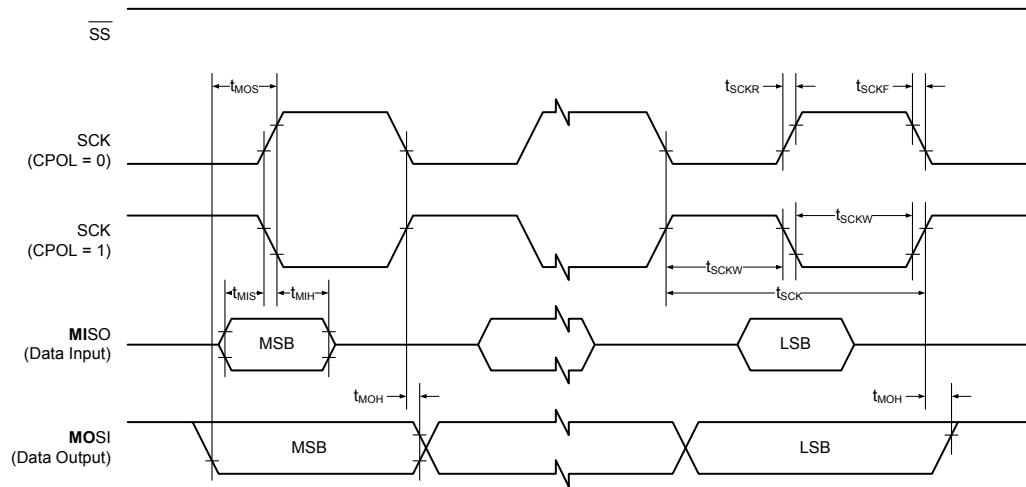 SS
tMOS
tSCKR
tSCKF
SCK
(CPOL = 0)
SCK
(CPOL = 1)
tSCKW
tSCKW
tSCK
tMIS
tMIH
MISO
(Data Input)
MSB
LSB
tMOH
tMOH
MOSI
(Data Output)
MSB
LSB